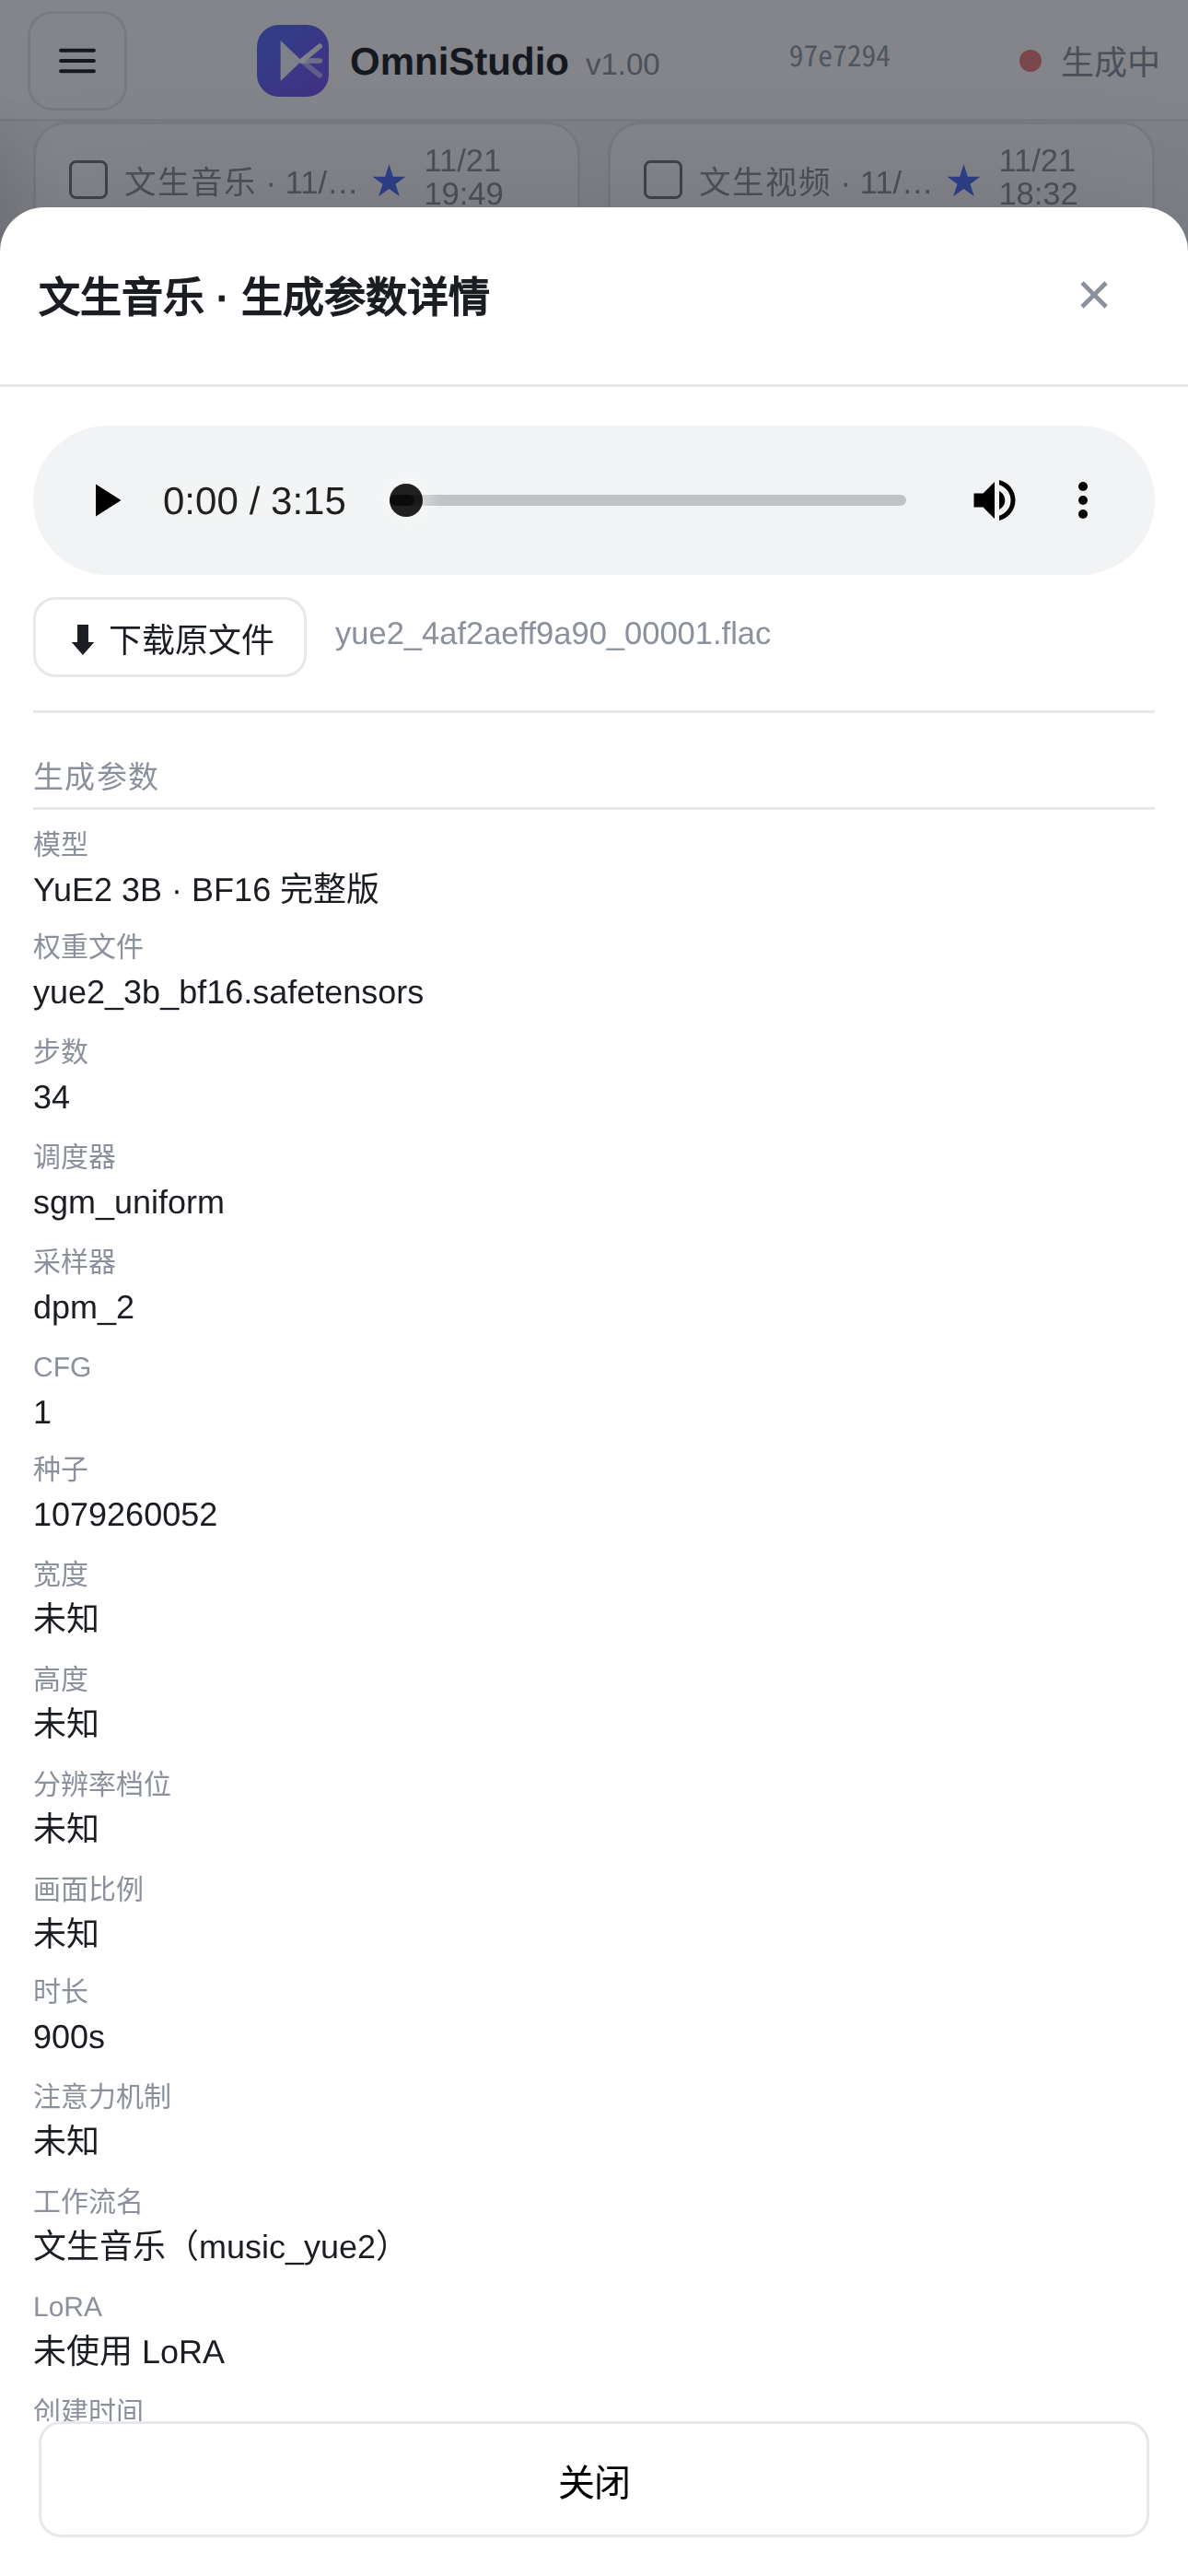 OmniStudio v1.00
97e7294
生成中
文生音乐 · 11/...
★
11/21
19:49
文生视频 · 11/...
★
11/21
18:32
文生音乐 · 生成参数详情
×
0:00 / 3:15
下载原文件
yue2_4af2aeff9a90_00001.flac
生成参数
模型
YuE2 3B · BF16 完整版
权重文件
yue2_3b_bf16.safetensors
步数
34
调度器
sgm_uniform
采样器
dpm_2
CFG
1
种子
1079260052
宽度
未知
高度
未知
分辨率档位
未知
画面比例
未知
时长
900s
注意力机制
未知
工作流名
文生音乐（music_yue2）
LoRA
未使用 LoRA
创建时间
关闭